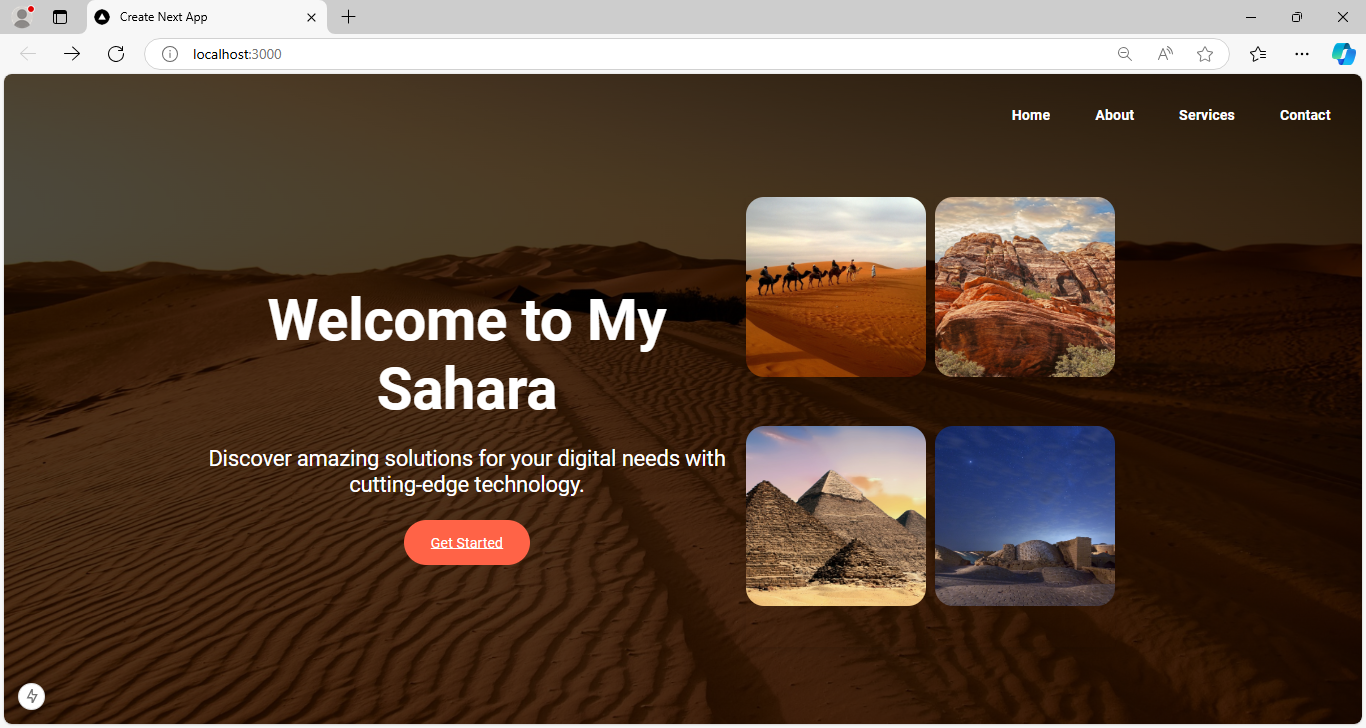 Create Next App
localhost:3000
Home About Services Contact
Welcome to My
Sahara
Discover amazing solutions for your digital needs with
cutting-edge technology.
Get Started